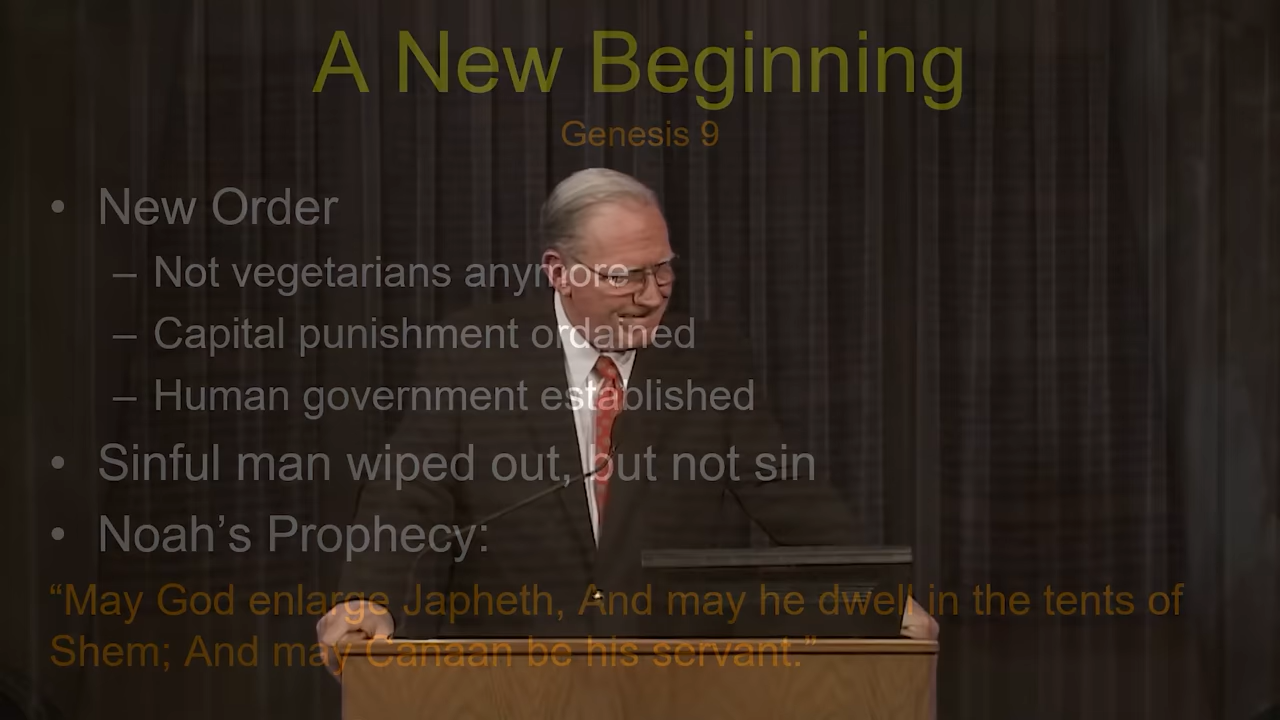 A New Beginning
Genesis 9
• New Order
– Not vegetarians anymore
– Capital punishment ordained
– Human government established
• Sinful man wiped out, but not sin
• Noah’s Prophecy:
“May God enlarge Japheth, And may he dwell in the tents of
Shem; And may Canaan be his servant.”